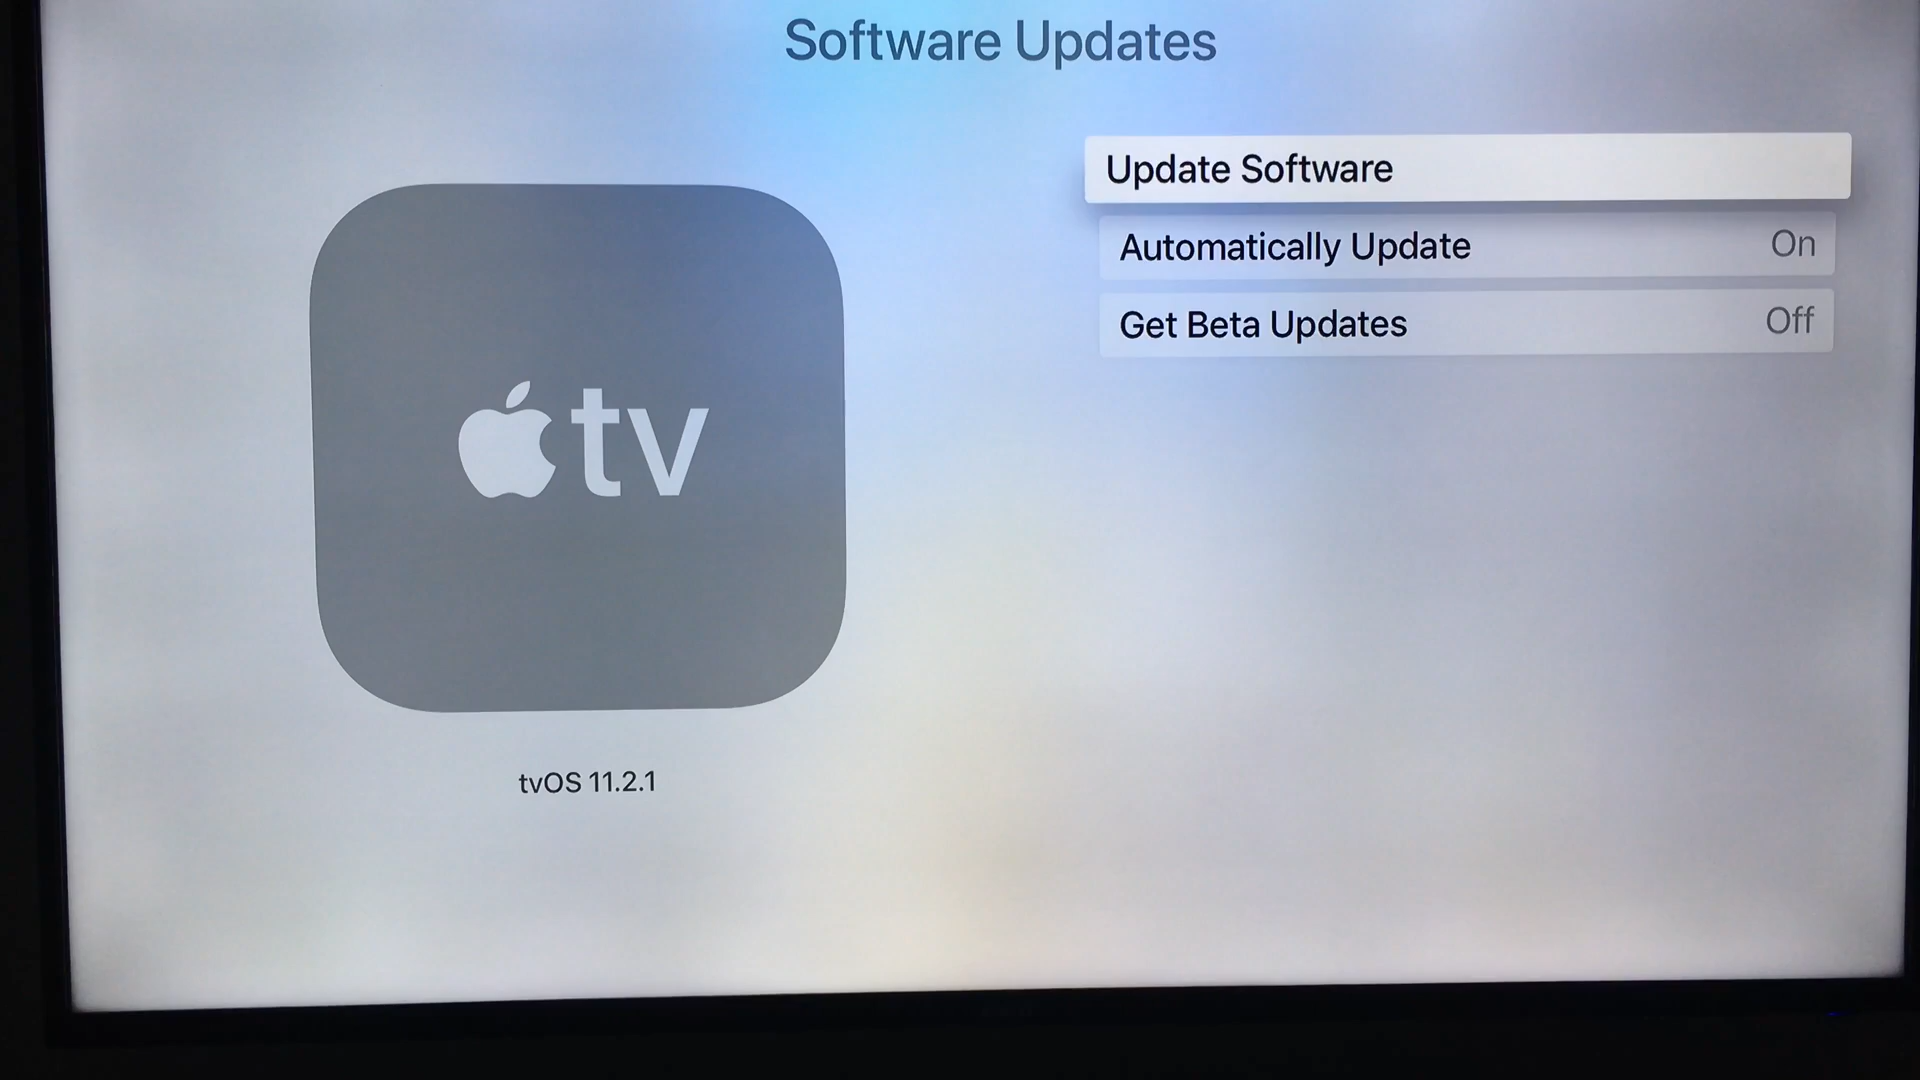 Software Updates
Update Software
Automatically Update On
Get Beta Updates Off
tv
tvOS 11.2.1